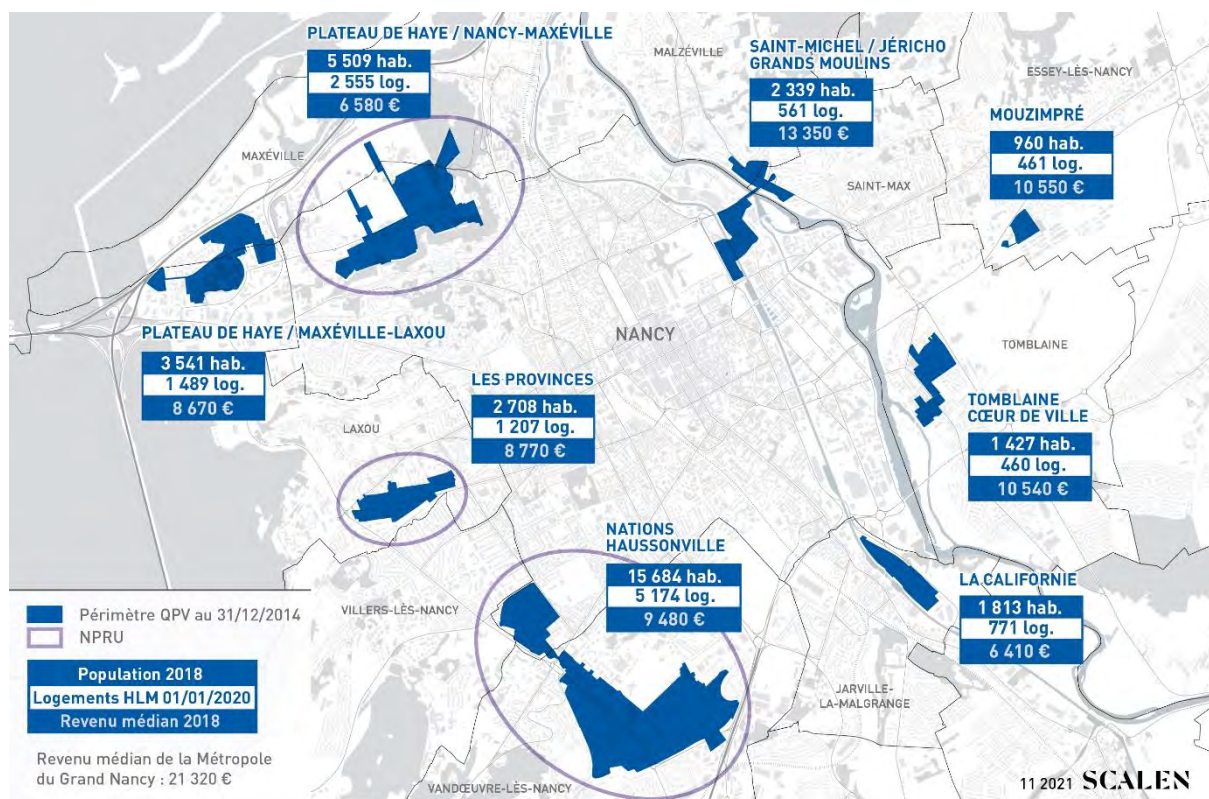 PLATEAU DE HAYE / NANCY-MAXÉVILLE
5 509 hab.
2 555 log.
6 580 €
MALZÉVILLE
SAINT-MICHEL / JÉRICHO
GRANDS MOULINS
2 339 hab.
561 log.
13 350 €
ESSEY-LÈS-NANCY
MOUZIMPRÉ
960 hab.
461 log.
10 550 €
MAXÉVILLE
SAINT-MAX
PLATEAU DE HAYE / MAXÉVILLE-LAXOU
3 541 hab.
1 489 log.
8 670 €
NANCY
TOMBLAINE
LES PROVINCES
2 708 hab.
1 207 log.
8 770 €
LAXOU
TOMBLAINE
CŒUR DE VILLE
1 427 hab.
460 log.
10 540 €
NATIONS
HAUSSONVILLE
15 684 hab.
5 174 log.
9 480 €
LA CALIFORNIE
1 813 hab.
771 log.
6 410 €
VILLERS-LÈS-NANCY
JARVILLE-
LA-MALGRANGE
VANDŒUVRE-LÈS-NANCY
Périmètre QPV au 31/12/2014
NPRU
Population 2018
Logements HLM 01/01/2020
Revenu médian 2018
Revenu médian de la Métropole
du Grand Nancy : 21 320 €
11 2021 SCALEN